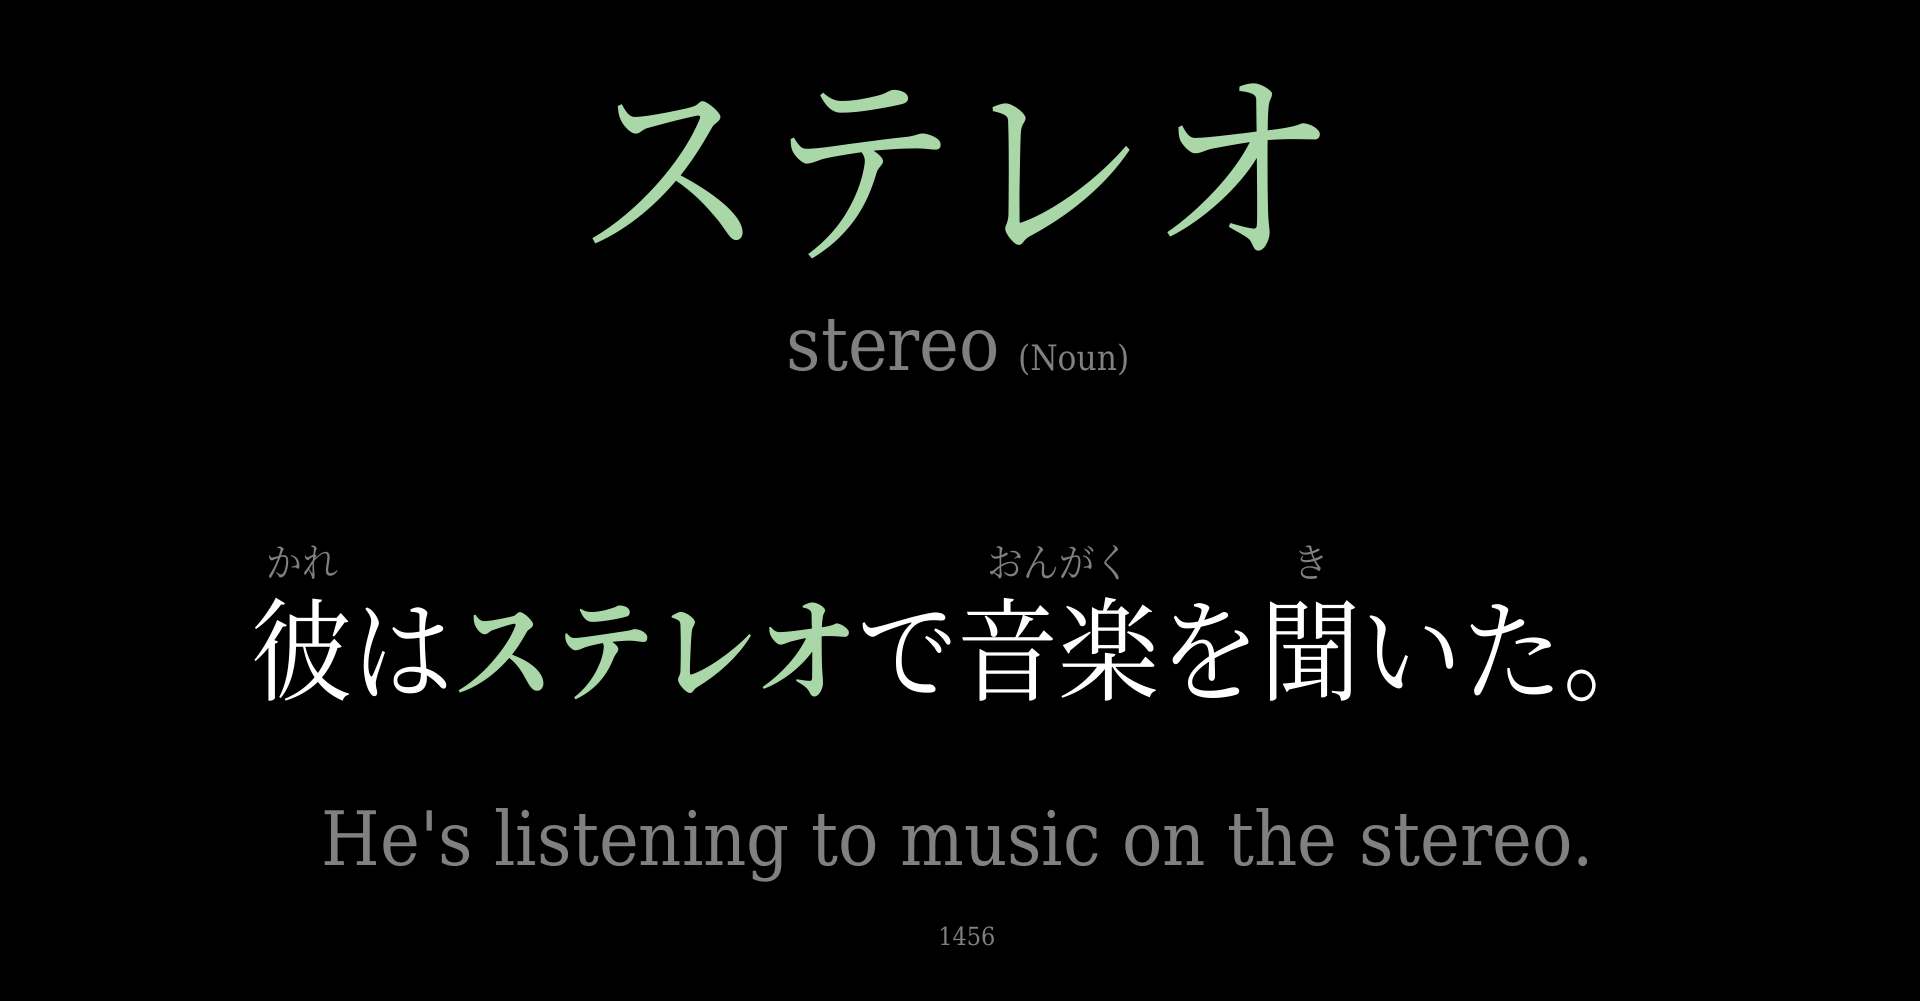 ステレオ
stereo (Noun)
かれ おんがく き
彼はステレオで音楽を聞いた。
He's listening to music on the stereo.
1456